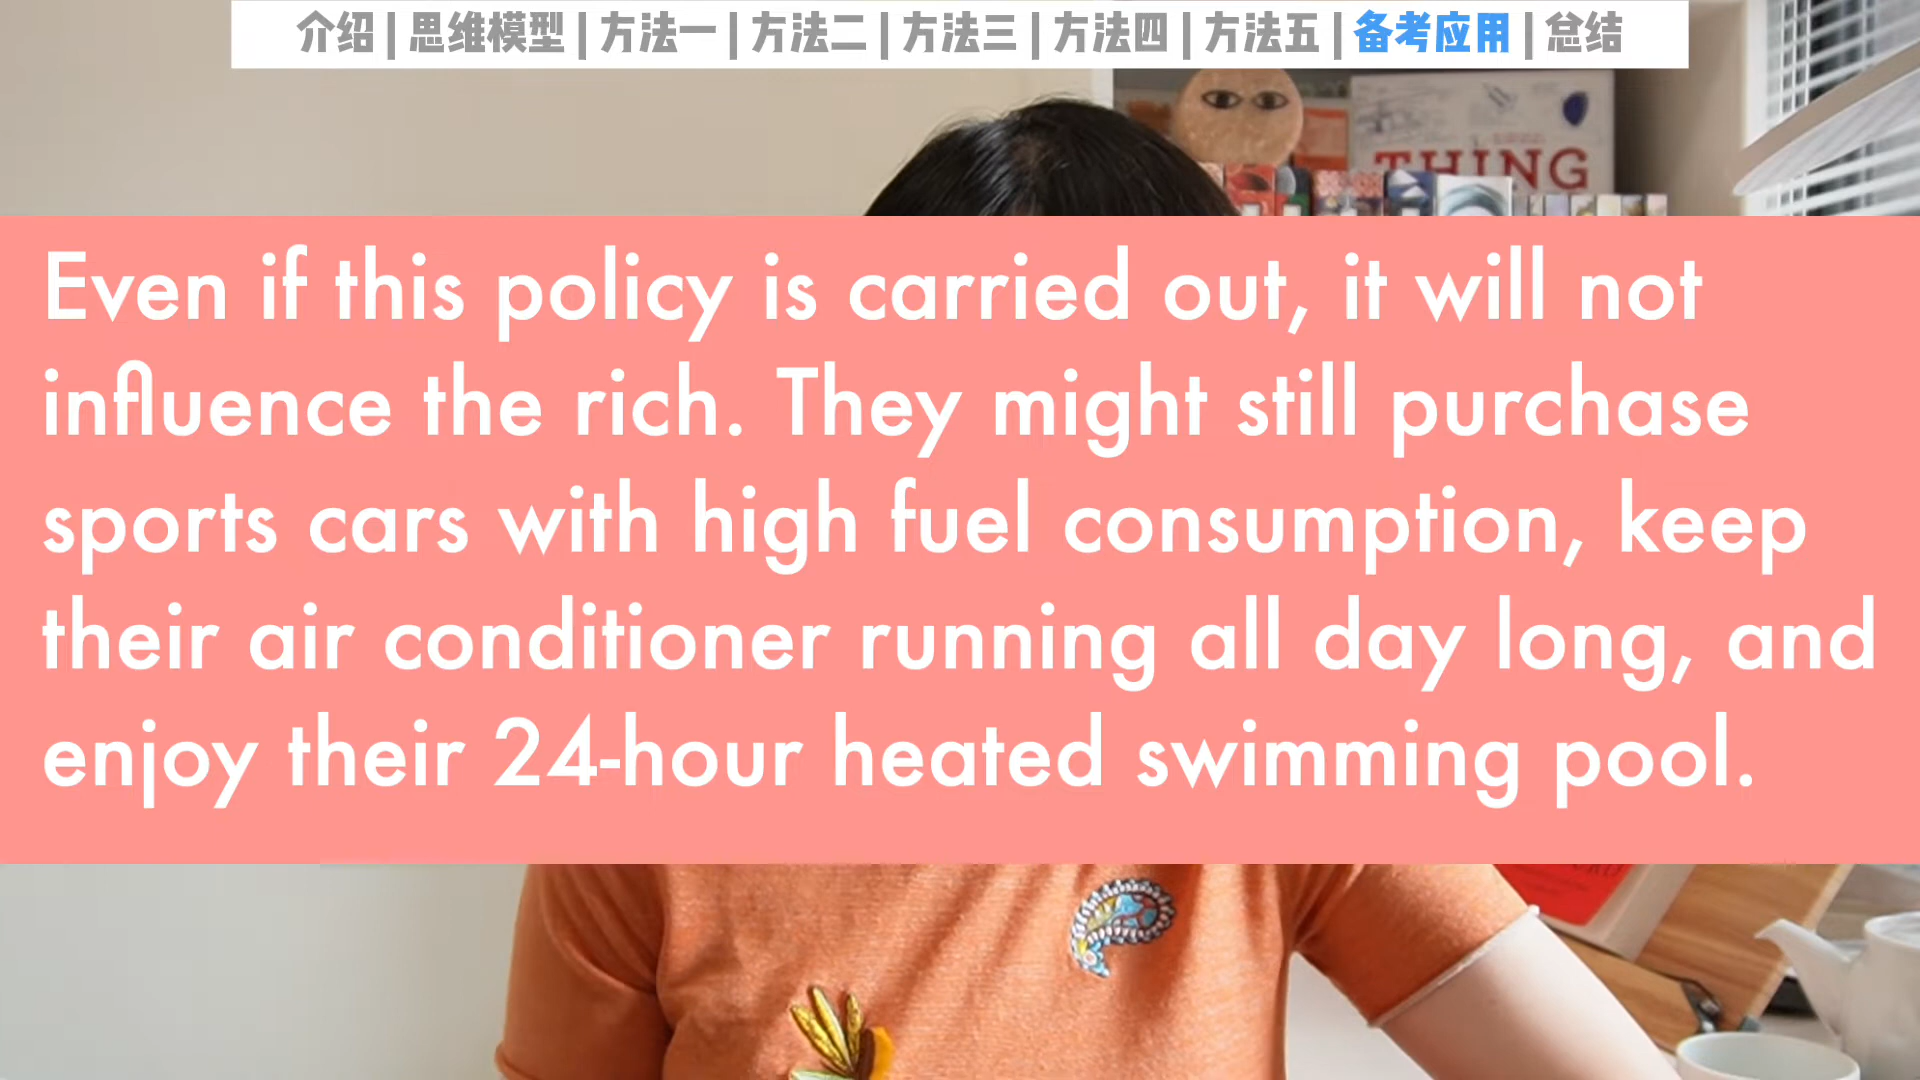 介绍 | 思维模型 | 方法一 | 方法二 | 方法三 | 方法四 | 方法五 | 备考应用 | 总结
THING
Even if this policy is carried out, it will not
influence the rich. They might still purchase
sports cars with high fuel consumption, keep
their air conditioner running all day long, and
enjoy their 24-hour heated swimming pool.